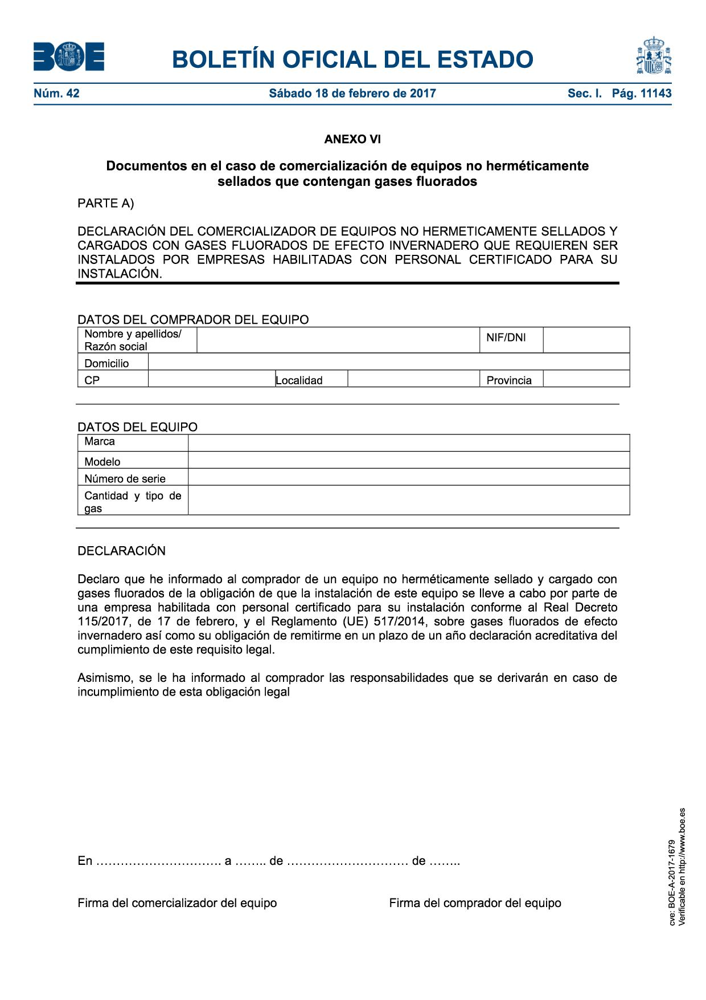 BOE
BOLETÍN OFICIAL DEL ESTADO
Núm. 42 Sábado 18 de febrero de 2017 Sec. I. Pág. 11143
ANEXO VI
Documentos en el caso de comercialización de equipos no herméticamente
sellados que contengan gases fluorados
PARTE A)
DECLARACIÓN DEL COMERCIALIZADOR DE EQUIPOS NO HERMETICAMENTE SELLADOS Y
CARGADOS CON GASES FLUORADOS DE EFECTO INVERNADERO QUE REQUIEREN SER
INSTALADOS POR EMPRESAS HABILITADAS CON PERSONAL CERTIFICADO PARA SU
INSTALACIÓN.
DATOS DEL COMPRADOR DEL EQUIPO
Nombre y apellidos/
Razón social
NIF/DNI
Domicilio
CP Localidad Provincia
DATOS DEL EQUIPO
Marca
Modelo
Número de serie
Cantidad y tipo de
gas
DECLARACIÓN
Declaro que he informado al comprador de un equipo no herméticamente sellado y cargado con
gases fluorados de la obligación de que la instalación de este equipo se lleve a cabo por parte de
una empresa habilitada con personal certificado para su instalación conforme al Real Decreto
115/2017, de 17 de febrero, y el Reglamento (UE) 517/2014, sobre gases fluorados de efecto
invernadero así como su obligación de remitirme en un plazo de un año declaración acreditativa del
cumplimiento de este requisito legal.
Asimismo, se le ha informado al comprador las responsabilidades que se derivarán en caso de
incumplimiento de esta obligación legal
En …………………………. a …….. de ………………………… de ……..
Firma del comercializador del equipo Firma del comprador del equipo
cve: BOE-A-2017-1679
Verificable en http://www.boe.es